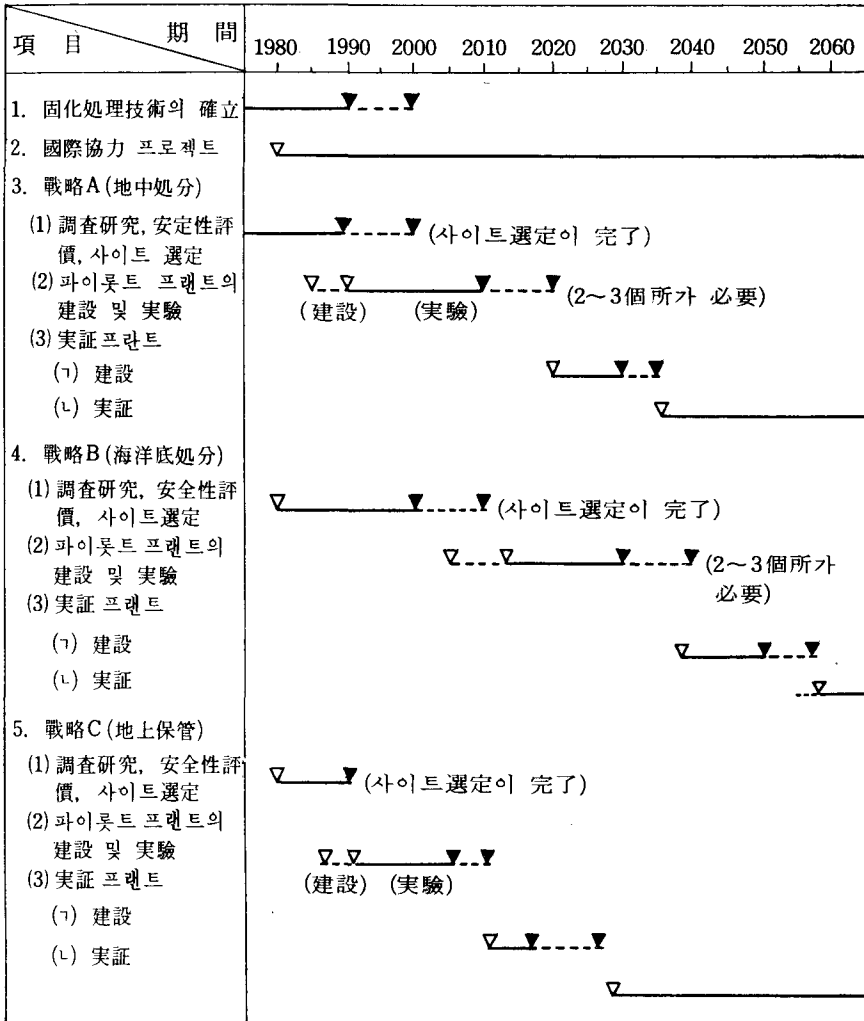 期 間
項 目
1980 1990 2000 2010 2020 2030 2040 2050 2060
1. 固化処理技術의 確立
2. 國際協力 프로젝트
3. 戰略A(地中処分)
(1) 調査研究, 安定性評
價, 사이트 選定
(사이트選定이 完了)
(2) 파이롯트 프랜트의
建設 및 実驗
(2~3個所가 必要)
(建設) (実驗)
(3) 実証프란트
(ㄱ) 建設
(ㄴ) 実証
4. 戰略B(海洋底処分)
(1) 調査研究, 安全性評
價, 사이트選定
(사이트選定이 完了)
(2) 파이롯트 프랜트의
建設 및 実驗
(2~3個所가
必要)
(3) 実証 프랜트
(ㄱ) 建設
(ㄴ) 実証
5. 戰略C(地上保管)
(1) 調査研究, 安全性評
價, 사이트選定
(사이트選定이 完了)
(2) 파이롯트 프랜트의
建設 및 実驗
(建設) (実驗)
(3) 実証 프랜트
(ㄱ) 建設
(ㄴ) 実証